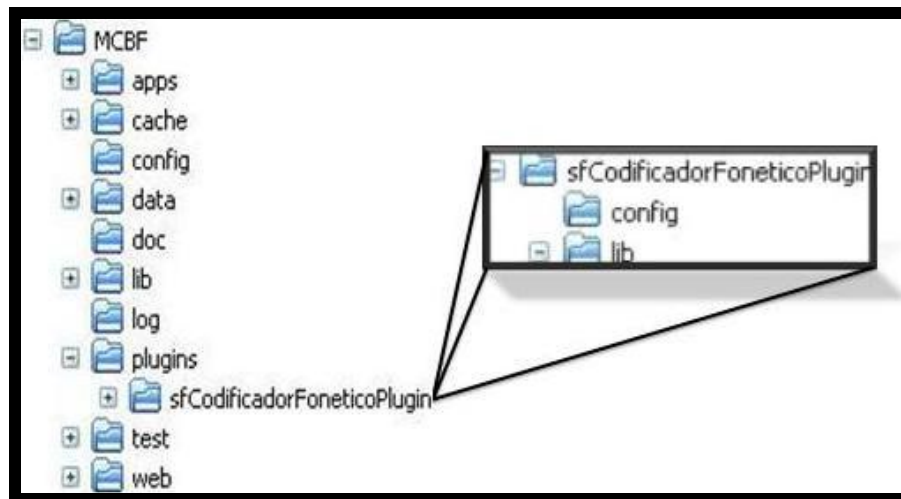 MCBF
apps
cache
config
data
doc
lib
log
plugins
sfCodificadorFoneticoPlugin
test
web
sfCodificadorFoneticoPlugin
config
lib